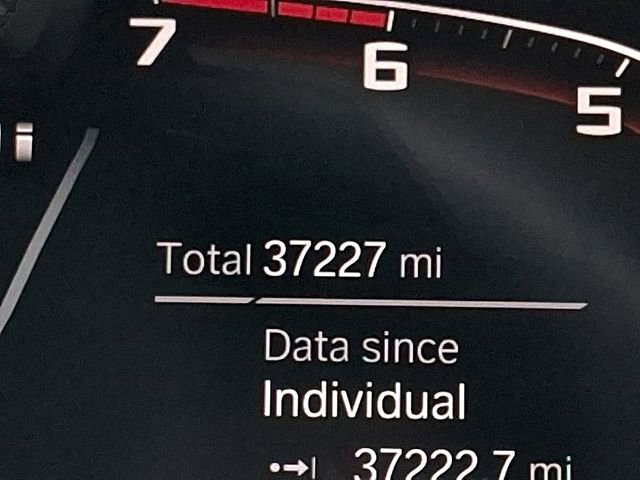 7
6
5
i
Total 37227 mi
Data since
Individual
37222.7 mi